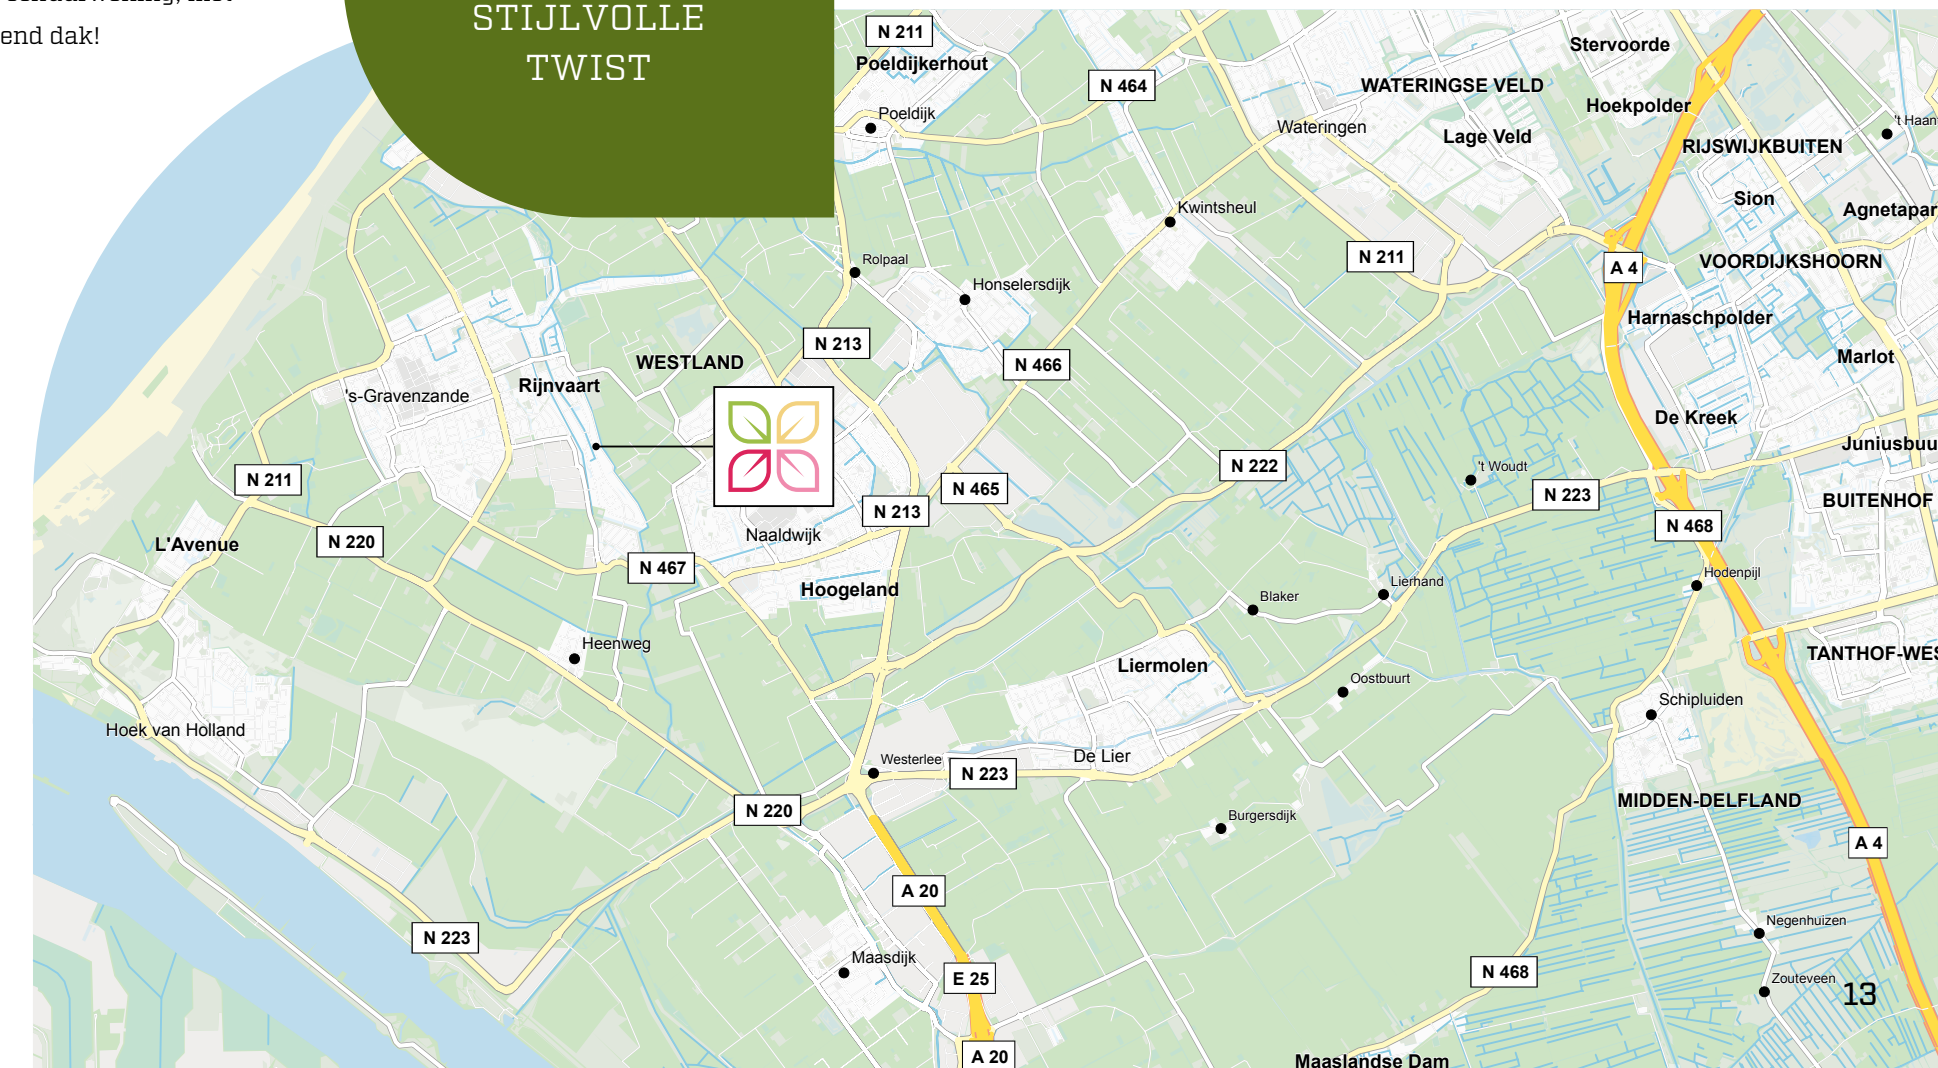 end dak!
STIJLVOLLE
TWIST
N 211
Poeldijkerhout
Poeldijk
N 464
Stervoorde
WATERINGSE VELD
Hoekpolder
Wateringen
Lage Veld
't Haan
RIJSWIJKBUITEN
Sion
Agnetapar
Kwintsheul
N 211
Rolpaal
A 4
VOORDIJKSHOORN
Honselersdijk
Harnaschpolder
N 213
WESTLAND
N 466
Marlot
Rijnvaart
's-Gravenzande
De Kreek
Juniusbuu
N 222
't Woudt
N 211
N 465
N 223
BUITENHOF
N 213
N 468
Naaldwijk
N 220
L'Avenue
N 467
Hodenpijl
Lierhand
Hoogeland
Blaker
Heenweg
TANTHOF-WES
Liermolen
Oostbuurt
Schipluiden
Hoek van Holland
Westerlee
De Lier
N 223
MIDDEN-DELFLAND
N 220
Burgersdijk
A 4
A 20
Negenhuizen
N 223
Maasdijk
N 468
E 25
Zouteveen
13
A 20
Maaslandse Dam